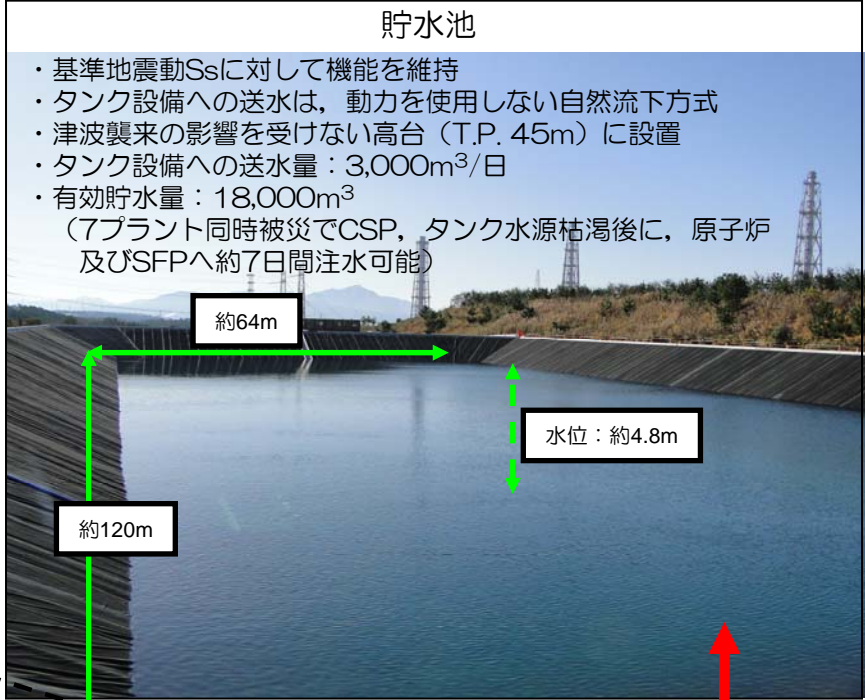 貯水池
・基準地震動Ssに対して機能を維持
・タンク設備への送水は，動力を使用しない自然流下方式
・津波襲来の影響を受けない高台（T.P. 45m）に設置
・タンク設備への送水量：3,000m³/日
・有効貯水量：18,000m³
（7プラント同時被災でCSP，タンク水源枯渇後に，原子炉
及びSFPへ約7日間注水可能）
約64m
水位：約4.8m
約120m